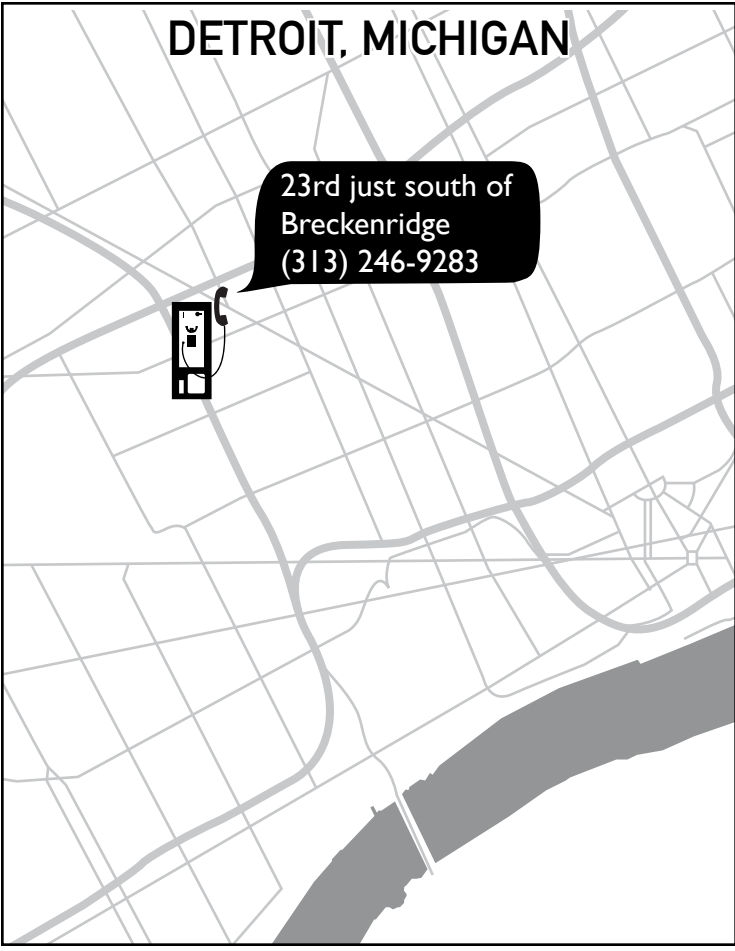 DETROIT, MICHIGAN
23rd just south of
Breckenridge
(313) 246-9283